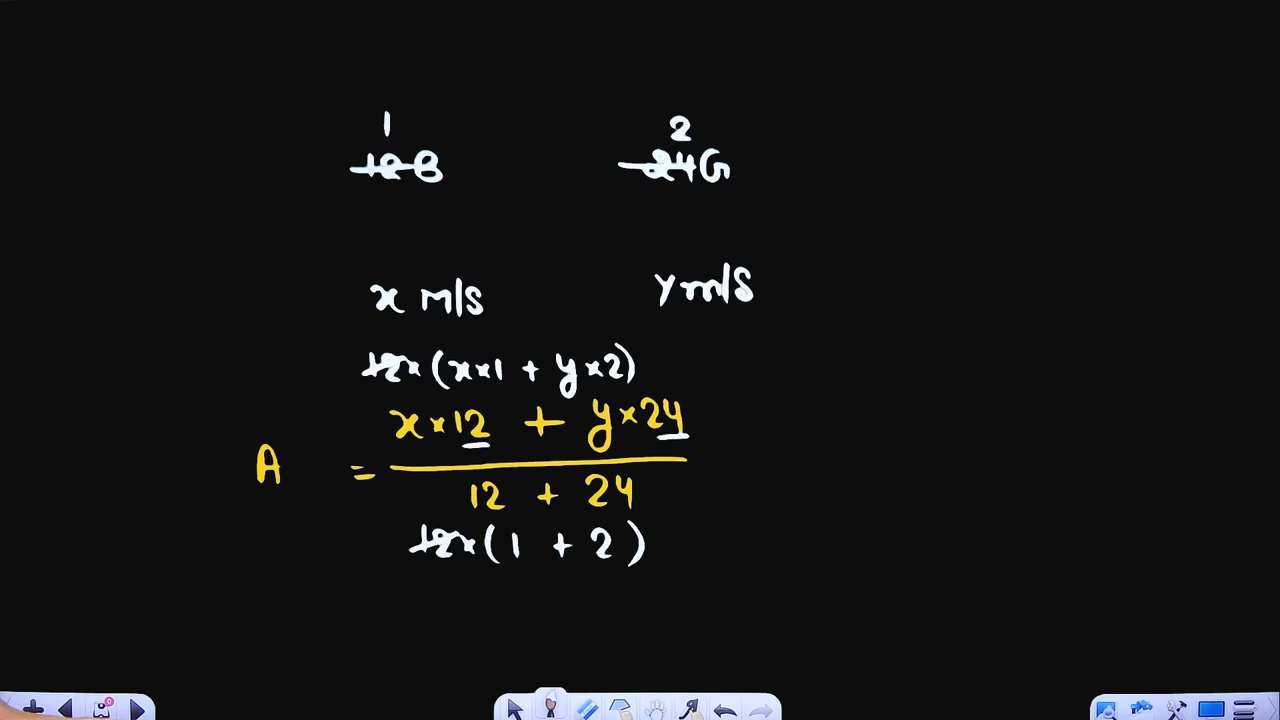 1 2
12 B 24 G
x m/s y m/s
12×(x×1 + y×2)
x×12 + y×24
A =
12 + 24
12×(1 + 2)